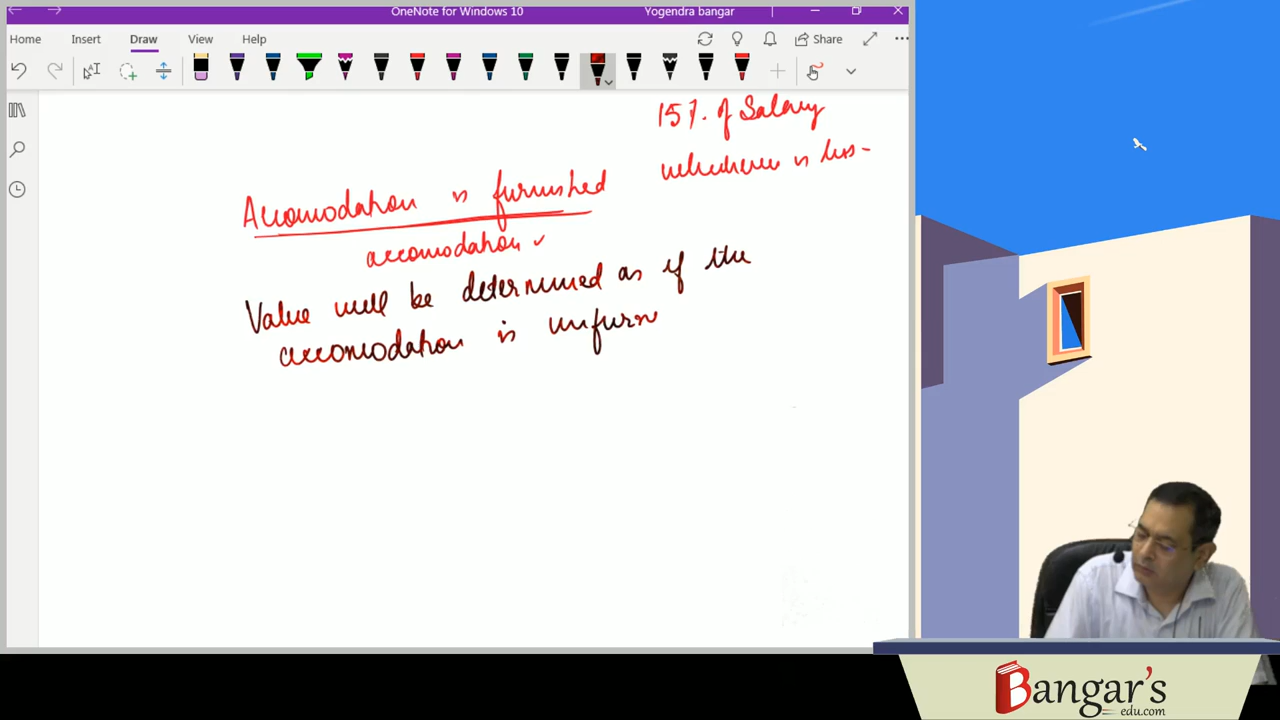 OneNote for Windows 10
Yogendra bangar
Home Insert Draw View Help
Share
15%. of Salary
whichever is less -
Accomodation is furnished
accomodation
Value will be determined as if the
accomodation is unfurn
Bangar's
edu.com